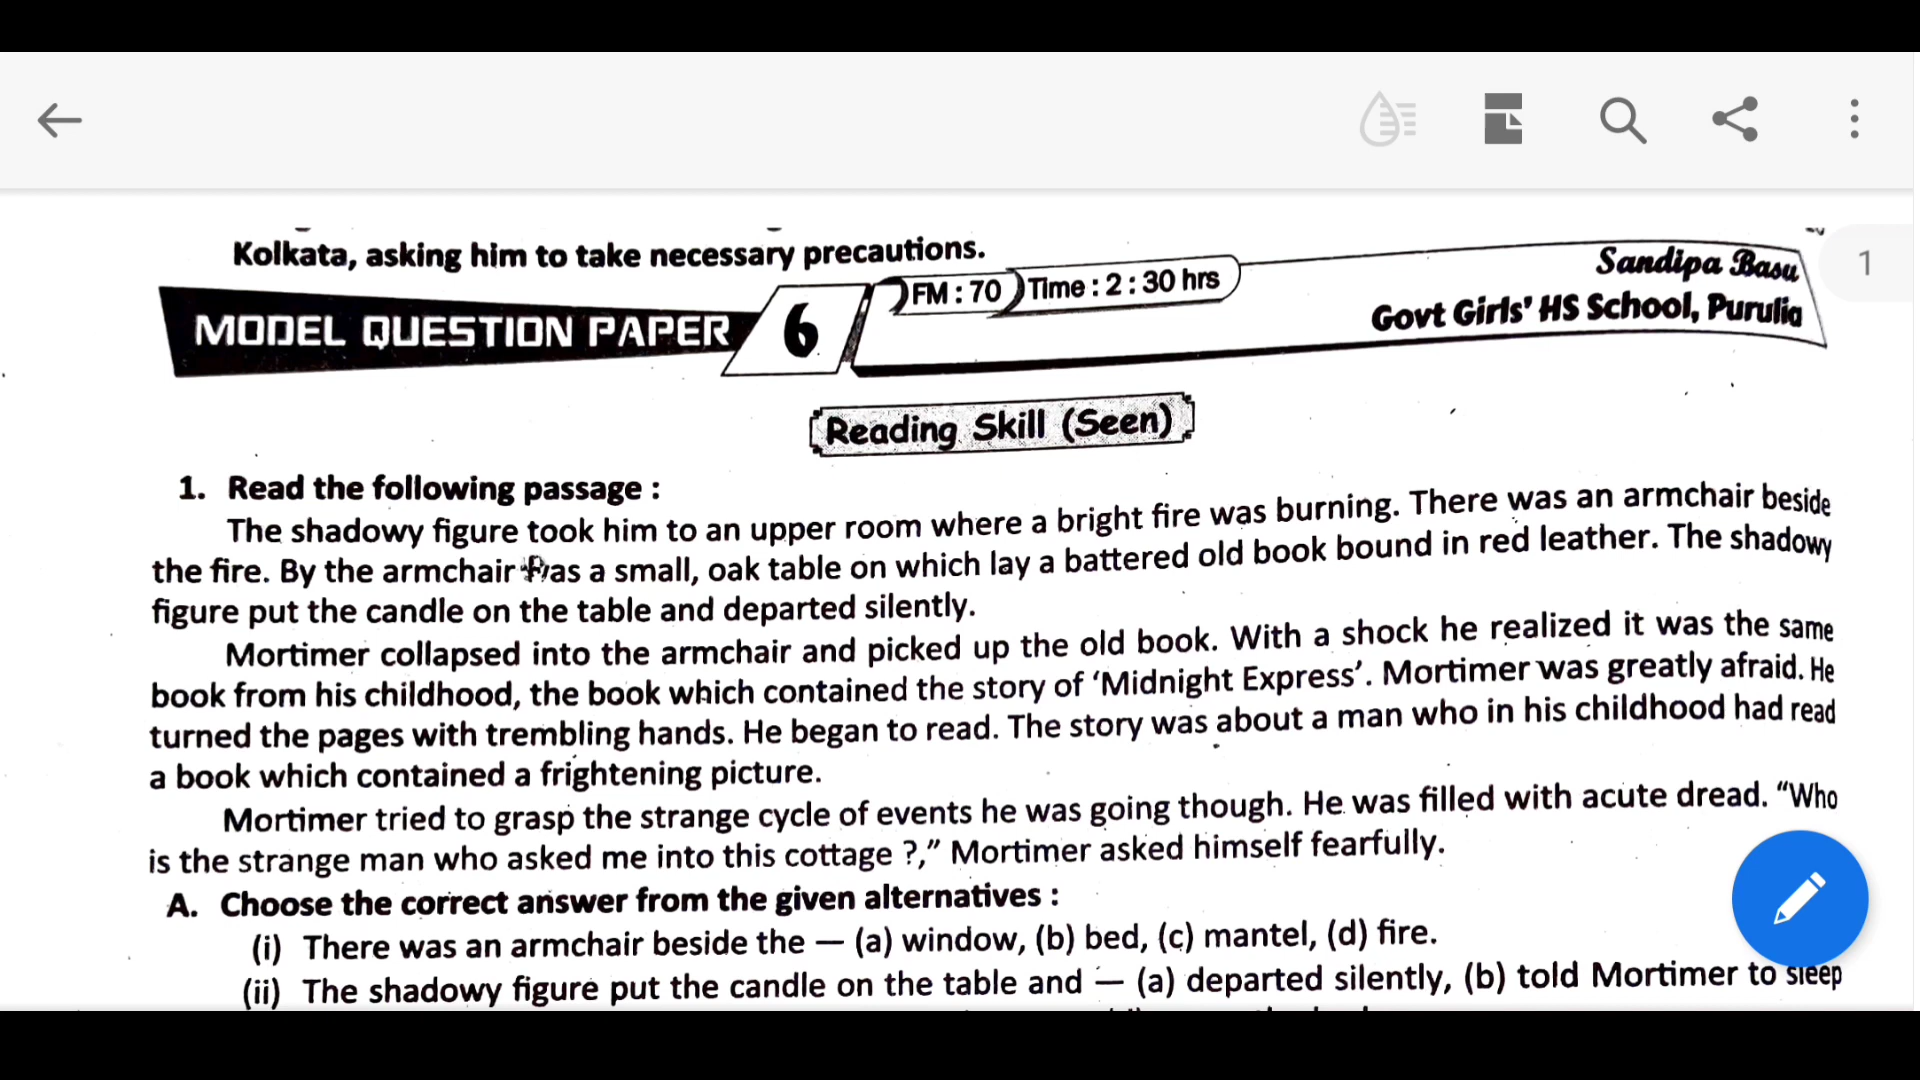 Kolkata, asking him to take necessary precautions.
MODEL QUESTION PAPER 6 FM : 70 Time : 2 : 30 hrs
Sandipa Basu
Govt Girls' HS School, Purulia
1
Reading Skill (Seen)
1. Read the following passage :
The shadowy figure took him to an upper room where a bright fire was burning. There was an armchair beside
the fire. By the armchair was a small, oak table on which lay a battered old book bound in red leather. The shadowy
figure put the candle on the table and departed silently.
Mortimer collapsed into the armchair and picked up the old book. With a shock he realized it was the same
book from his childhood, the book which contained the story of ‘Midnight Express’. Mortimer was greatly afraid. He
turned the pages with trembling hands. He began to read. The story was about a man who in his childhood had read
a book which contained a frightening picture.
Mortimer tried to grasp the strange cycle of events he was going though. He was filled with acute dread. “Who
is the strange man who asked me into this cottage ?,” Mortimer asked himself fearfully.
A. Choose the correct answer from the given alternatives :
(i) There was an armchair beside the — (a) window, (b) bed, (c) mantel, (d) fire.
(ii) The shadowy figure put the candle on the table and — (a) departed silently, (b) told Mortimer to sleep